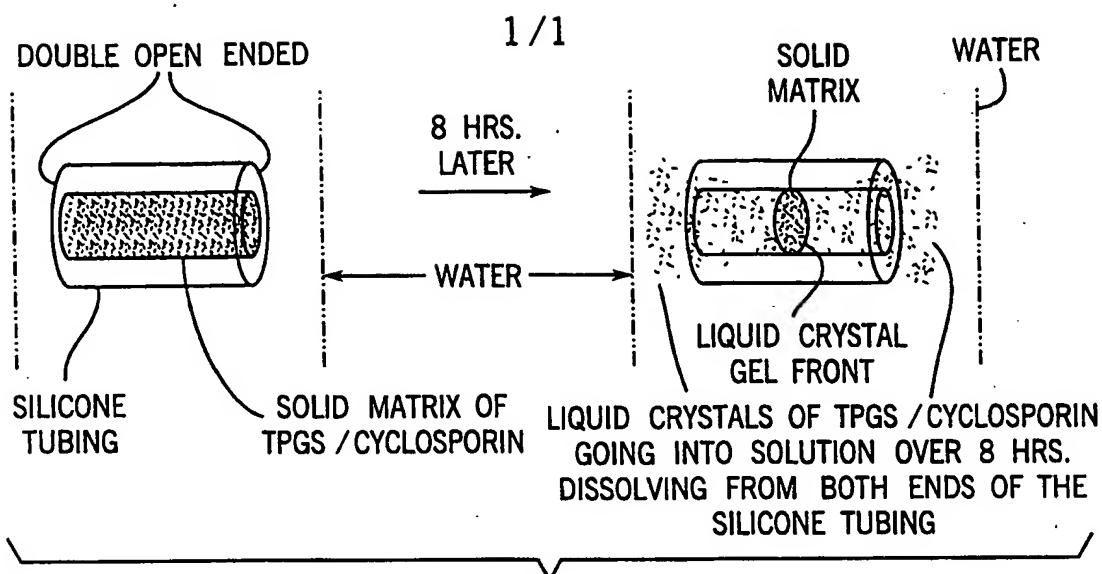 1/1
DOUBLE OPEN ENDED
8 HRS.
LATER
SOLID
MATRIX
WATER
WATER
SILICONE
TUBING
SOLID MATRIX OF
TPGS / CYCLOSPORIN
LIQUID CRYSTAL
GEL FRONT
LIQUID CRYSTALS OF TPGS / CYCLOSPORIN
GOING INTO SOLUTION OVER 8 HRS.
DISSOLVING FROM BOTH ENDS OF THE
SILICONE TUBING